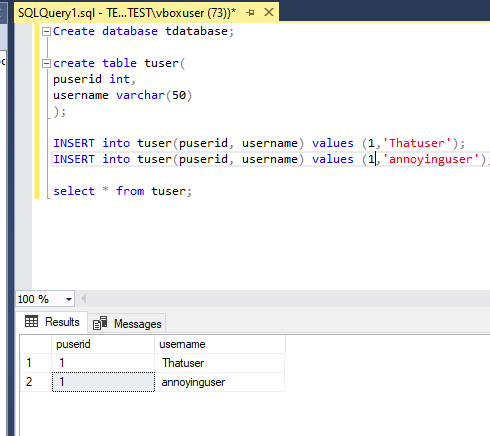 SQLQuery1.sql - TE...TEST\vboxuser (73))*
Create database tdatabase;
create table tuser(
puserid int,
username varchar(50)
);
INSERT into tuser(puserid, username) values (1,'Thatuser');
INSERT into tuser(puserid, username) values (1,'annoyinguser');
select * from tuser;
100 %
Results Messages
puserid username
1 1 Thatuser
2 1 annoyinguser